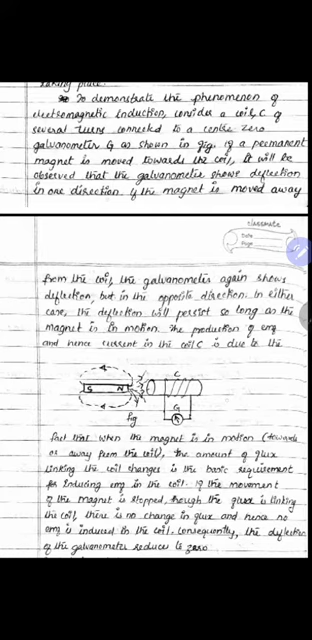 taking place.
To demonstrate the phenomenon of
electromagnetic induction, consider a coil C of
several turns connected to a centre zero
galvanometer G as shown in fig. if a permanent
magnet is moved towards the coil, it will be
observed that the galvanometer shows deflection
in one direction if the magnet is moved away
classmate
Date
Page
from the coil, the galvanometer again shows
deflection, but in the opposite direction. In either
case, the deflection will persist so long as the
magnet is in motion. The production of emf
and hence current in the coil C is due to the
C
S N
G
fig
fact that when the magnet is in motion (towards
or away from the coil), the amount of flux
linking the coil changes is the basic requirement
for inducing emf in the coil. if the movement
of the magnet is stopped, though the flux is linking
the coil, there is no change in flux and hence no
emf is induced in the coil. consequently, the deflection
of the galvanometer reduces to zero